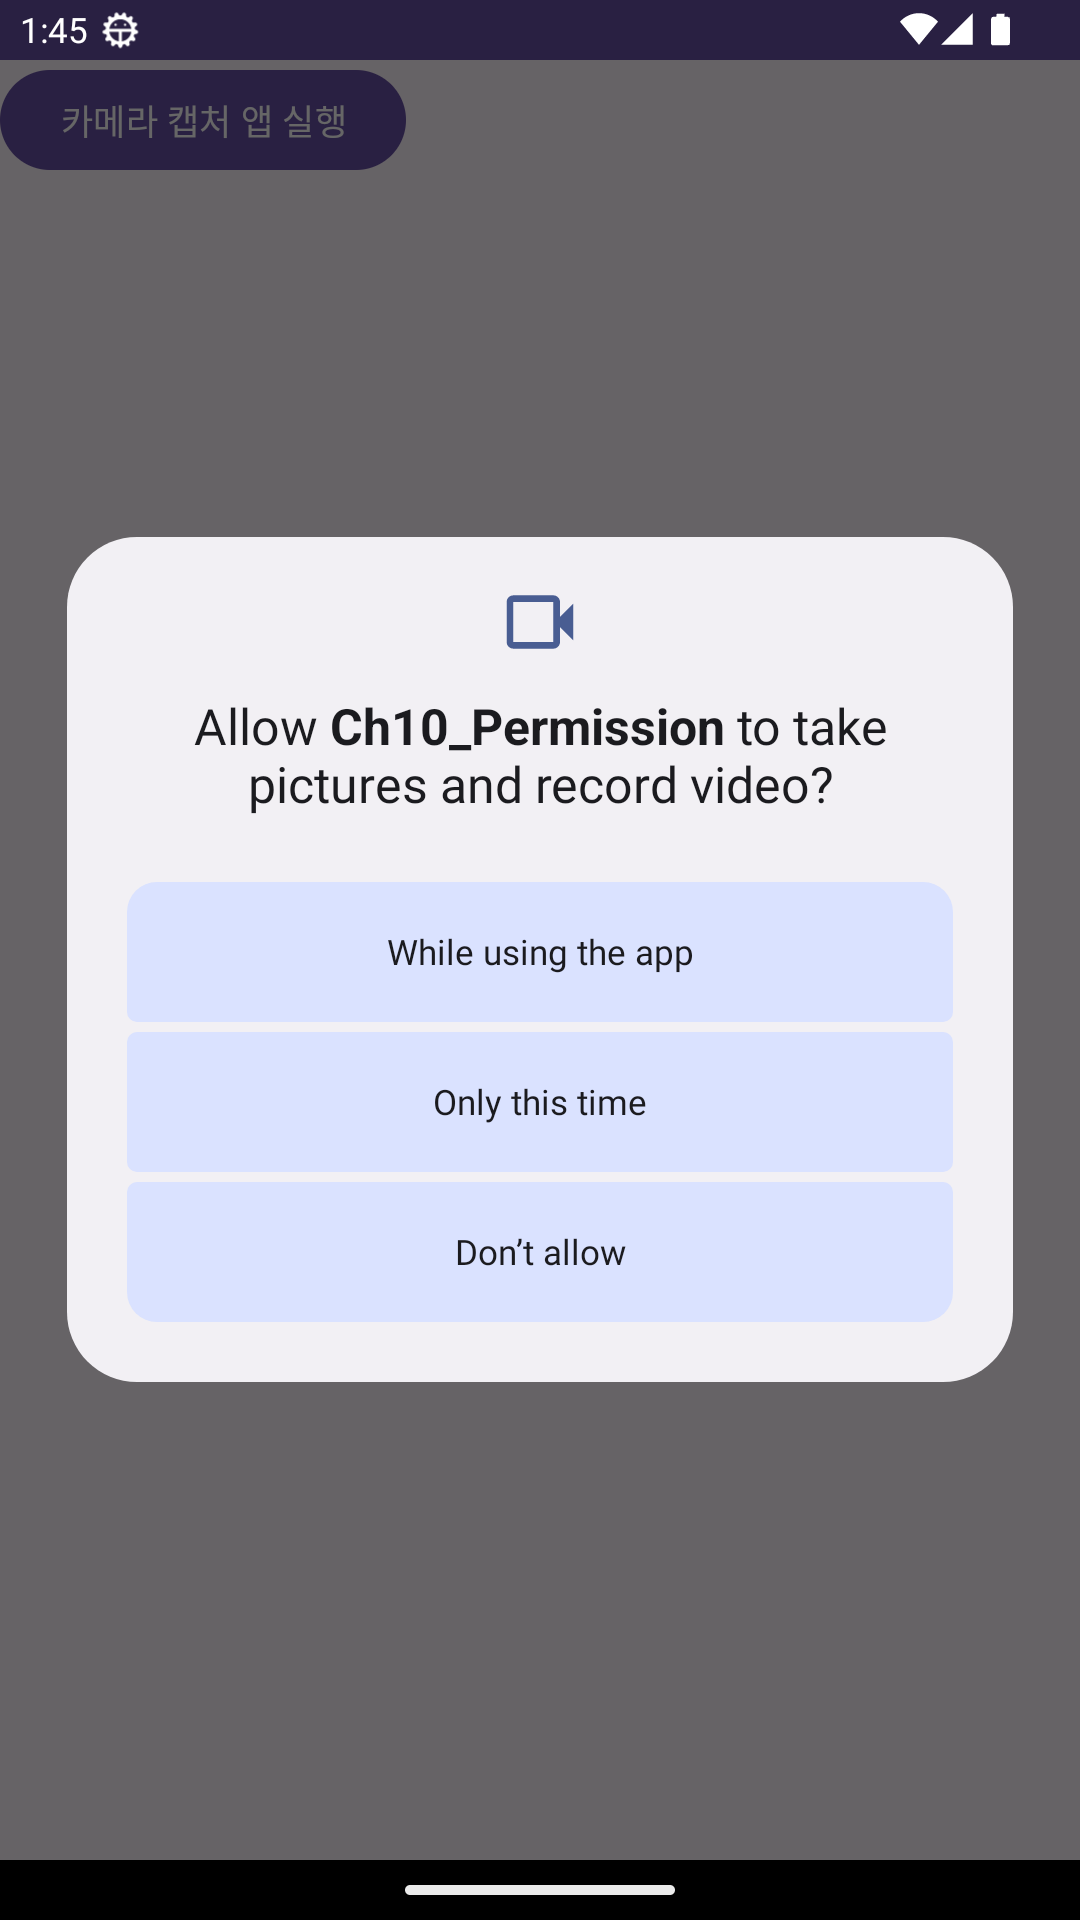 1:45
카메라 캡처 앱 실행
Allow Ch10_Permission to take
pictures and record video?
While using the app
Only this time
Don’t allow